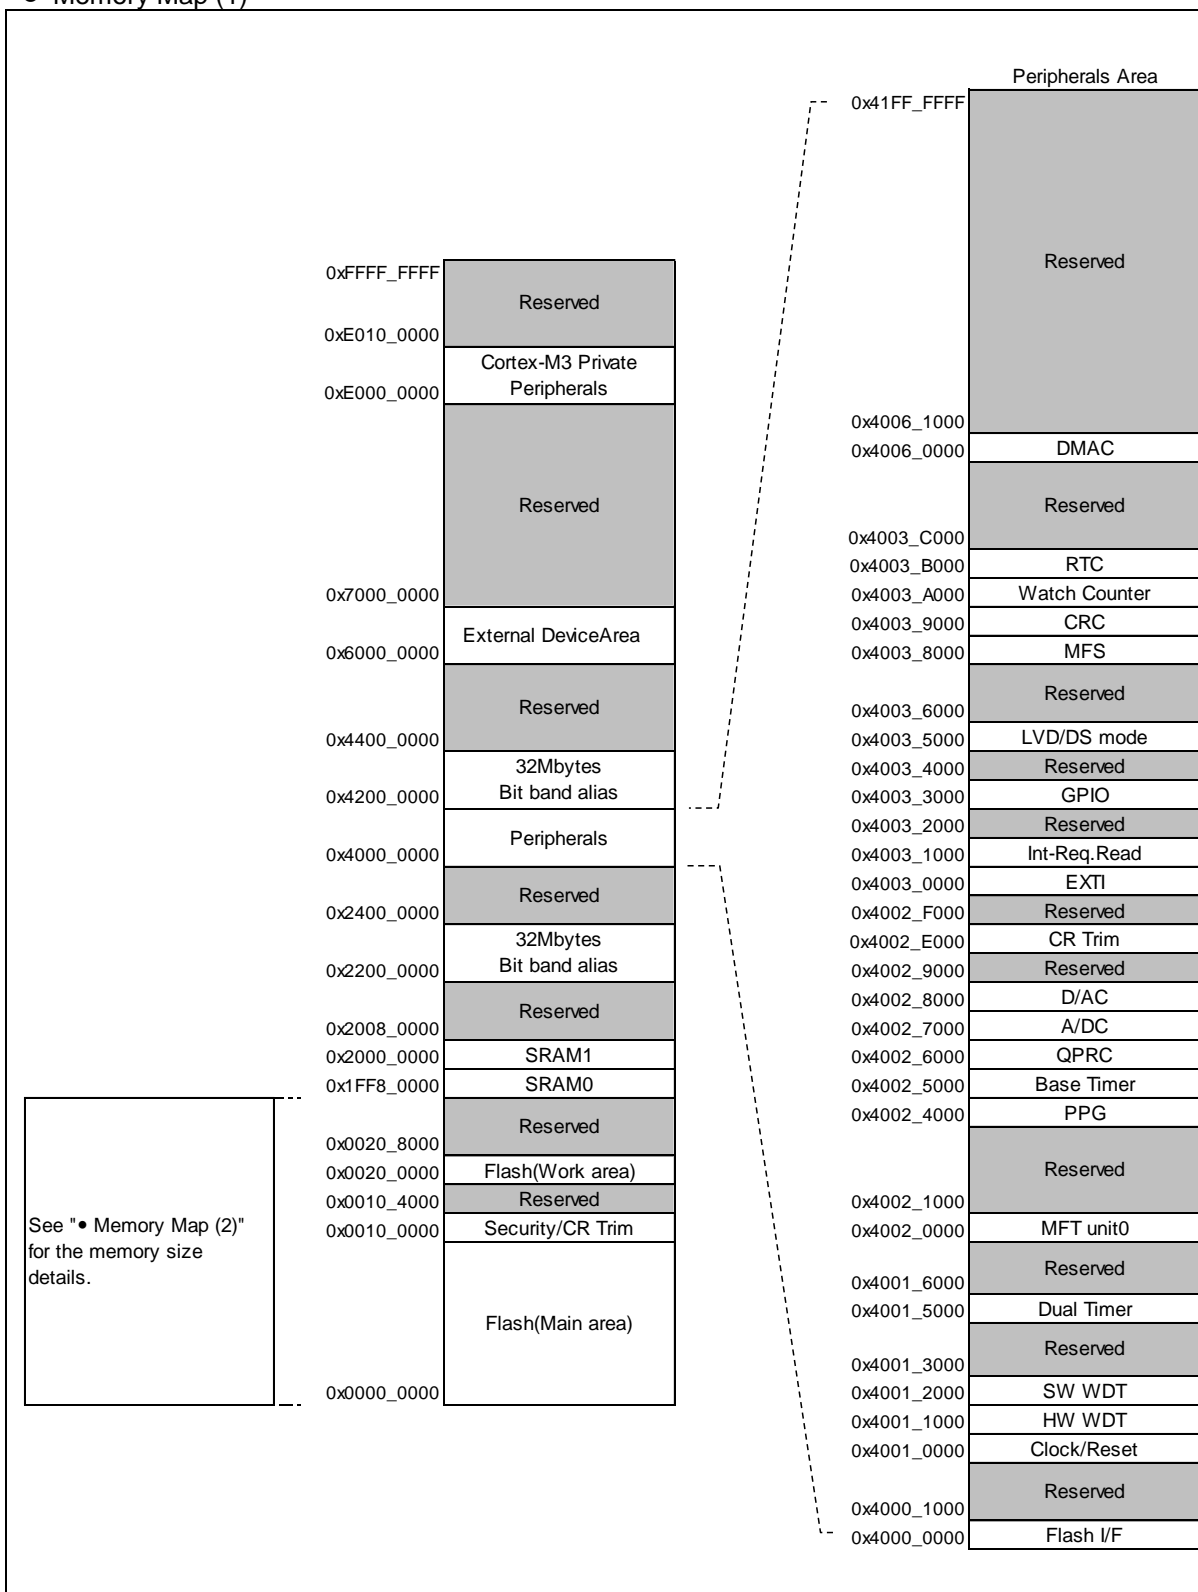 • Memory Map (1)
Peripherals Area
0x41FF_FFFF
Reserved
0x4006_1000
0x4006_0000 DMAC
Reserved
0x4003_C000
0x4003_B000 RTC
0x4003_A000 Watch Counter
0x4003_9000 CRC
0x4003_8000 MFS
Reserved
0x4003_6000
0x4003_5000 LVD/DS mode
0x4003_4000 Reserved
0x4003_3000 GPIO
0x4003_2000 Reserved
0x4003_1000 Int-Req.Read
0x4003_0000 EXTI
0x4002_F000 Reserved
0x4002_E000 CR Trim
0x4002_9000 Reserved
0x4002_8000 D/AC
0x4002_7000 A/DC
0x4002_6000 QPRC
0x4002_5000 Base Timer
0x4002_4000 PPG
Reserved
0x4002_1000
0x4002_0000 MFT unit0
Reserved
0x4001_6000
0x4001_5000 Dual Timer
Reserved
0x4001_3000
0x4001_2000 SW WDT
0x4001_1000 HW WDT
0x4001_0000 Clock/Reset
Reserved
0x4000_1000
0x4000_0000 Flash I/F
0xFFFF_FFFF
Reserved
0xE010_0000
Cortex-M3 Private
0xE000_0000 Peripherals
Reserved
0x7000_0000
External DeviceArea
0x6000_0000
Reserved
0x4400_0000
32Mbytes
0x4200_0000 Bit band alias
Peripherals
0x4000_0000
Reserved
0x2400_0000
32Mbytes
0x2200_0000 Bit band alias
Reserved
0x2008_0000
0x2000_0000 SRAM1
0x1FF8_0000 SRAM0
Reserved
0x0020_8000
0x0020_0000 Flash(Work area)
0x0010_4000 Reserved
0x0010_0000 Security/CR Trim
Flash(Main area)
0x0000_0000
See "• Memory Map (2)"
for the memory size
details.